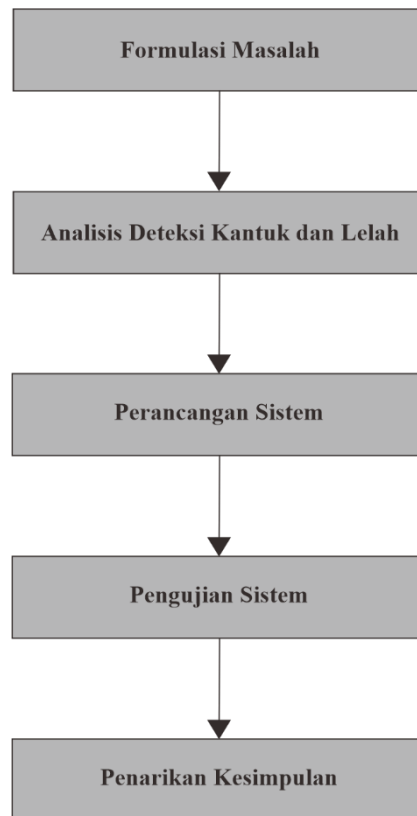 Formulasi Masalah
Analisis Deteksi Kantuk dan Lelah
Perancangan Sistem
Pengujian Sistem
Penarikan Kesimpulan